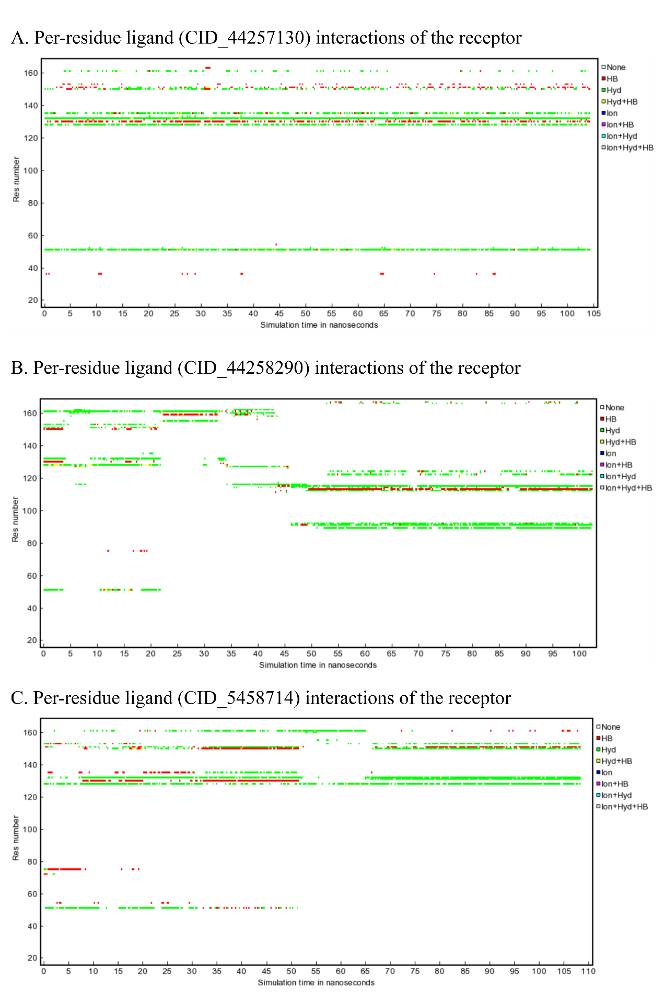 A. Per-residue ligand (CID_44257130) interactions of the receptor
160
140
120
100
80
60
40
20
Res number
0 5 10 15 20 25 30 35 40 45 50 55 60 65 70 75 80 85 90 95 100 105
Simulation time in nanoseconds
None
HB
Hyd
Hyd+HB
Ion
Ion+HB
Ion+Hyd
Ion+Hyd+HB
B. Per-residue ligand (CID_44258290) interactions of the receptor
160
140
120
100
80
60
40
20
Res number
0 5 10 15 20 25 30 35 40 45 50 55 60 65 70 75 80 85 90 95 100
Simulation time in nanoseconds
None
HB
Hyd
Hyd+HB
Ion
Ion+HB
Ion+Hyd
Ion+Hyd+HB
C. Per-residue ligand (CID_5458714) interactions of the receptor
160
140
120
100
80
60
40
20
Res number
0 5 10 15 20 25 30 35 40 45 50 55 60 65 70 75 80 85 90 95 100 105 110
Simulation time in nanoseconds
None
HB
Hyd
Hyd+HB
Ion
Ion+HB
Ion+Hyd
Ion+Hyd+HB